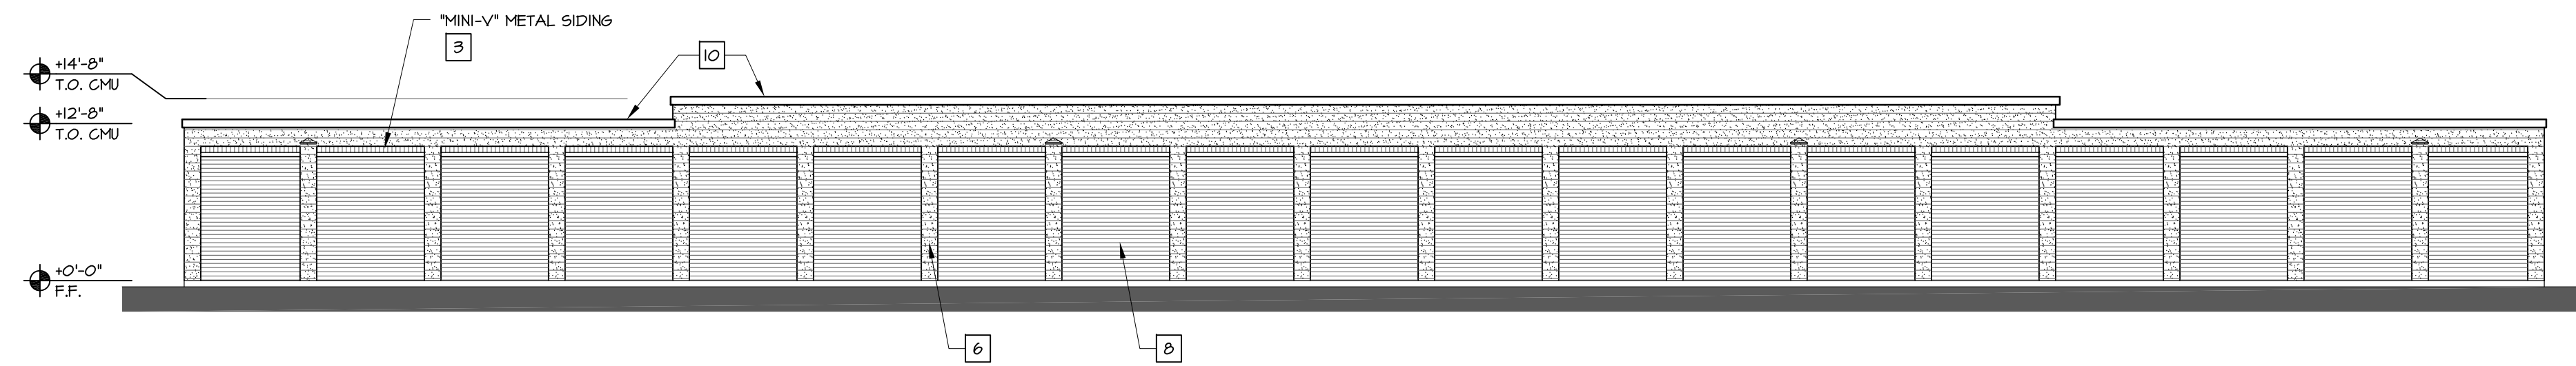 "MINI-V" METAL SIDING
3
10
+14'-8"
T.O. CMU
+12'-8"
T.O. CMU
+0'-0"
F.F.
6
8